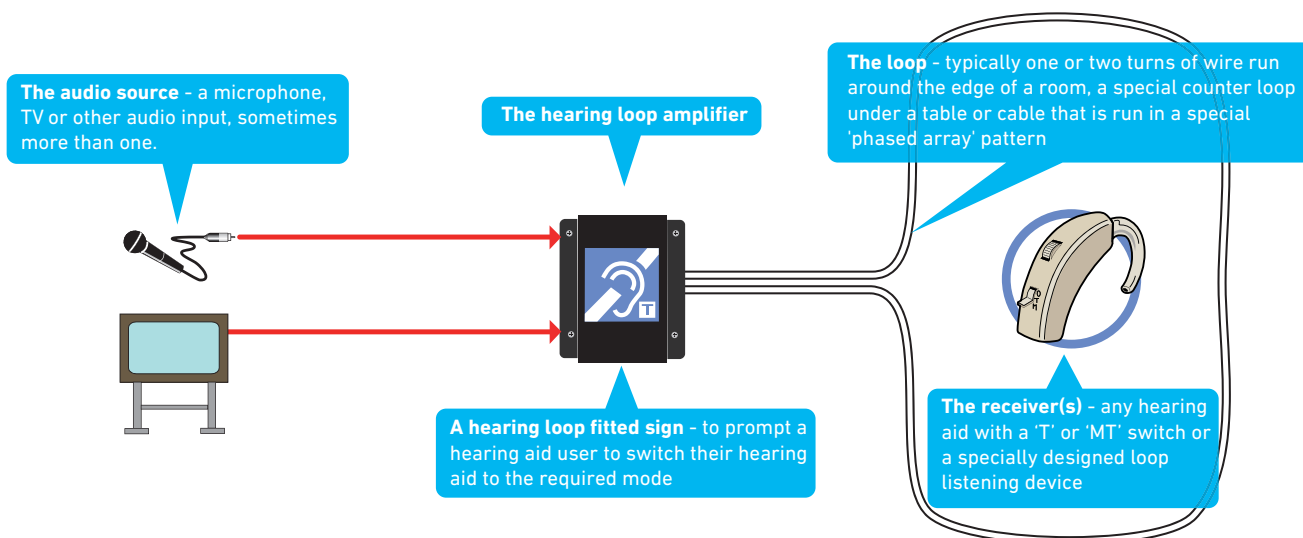 The audio source - a microphone,
TV or other audio input, sometimes
more than one.
The hearing loop amplifier
The loop - typically one or two turns of wire run
around the edge of a room, a special counter loop
under a table or cable that is run in a special
'phased array' pattern
T
O
T
M
A hearing loop fitted sign - to prompt a
hearing aid user to switch their hearing
aid to the required mode
The receiver(s) - any hearing
aid with a ‘T’ or ‘MT’ switch or
a specially designed loop
listening device